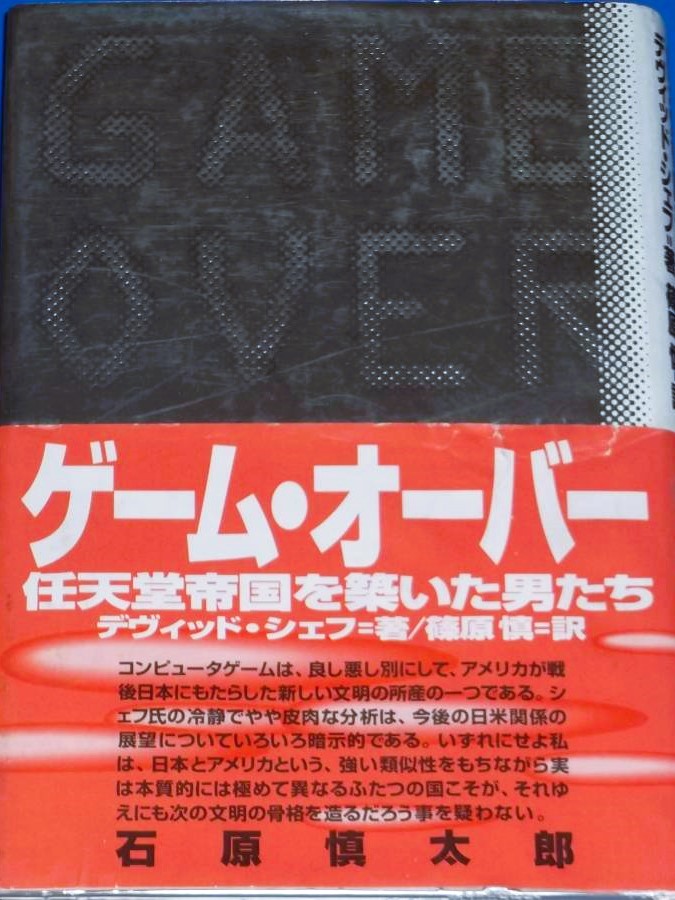 GAME
OVER
ゲーム・オーバー
任天堂帝国を築いた男たち
デヴィッド・シェフ=著/篠原 慎=訳
コンピュータゲームは、良し悪し別にして、アメリカが戦
後日本にもたらした新しい文明の所産の一つである。シ
ェフ氏の冷静でやや皮肉な分析は、今後の日米関係の
展望についていろいろ暗示的である。いずれにせよ私
は、日本とアメリカという、強い類似性をもちながら実
は本質的には極めて異なるふたつの国こそが、それゆ
えにも次の文明の骨格を造るだろう事を疑わない。
石原慎太郎